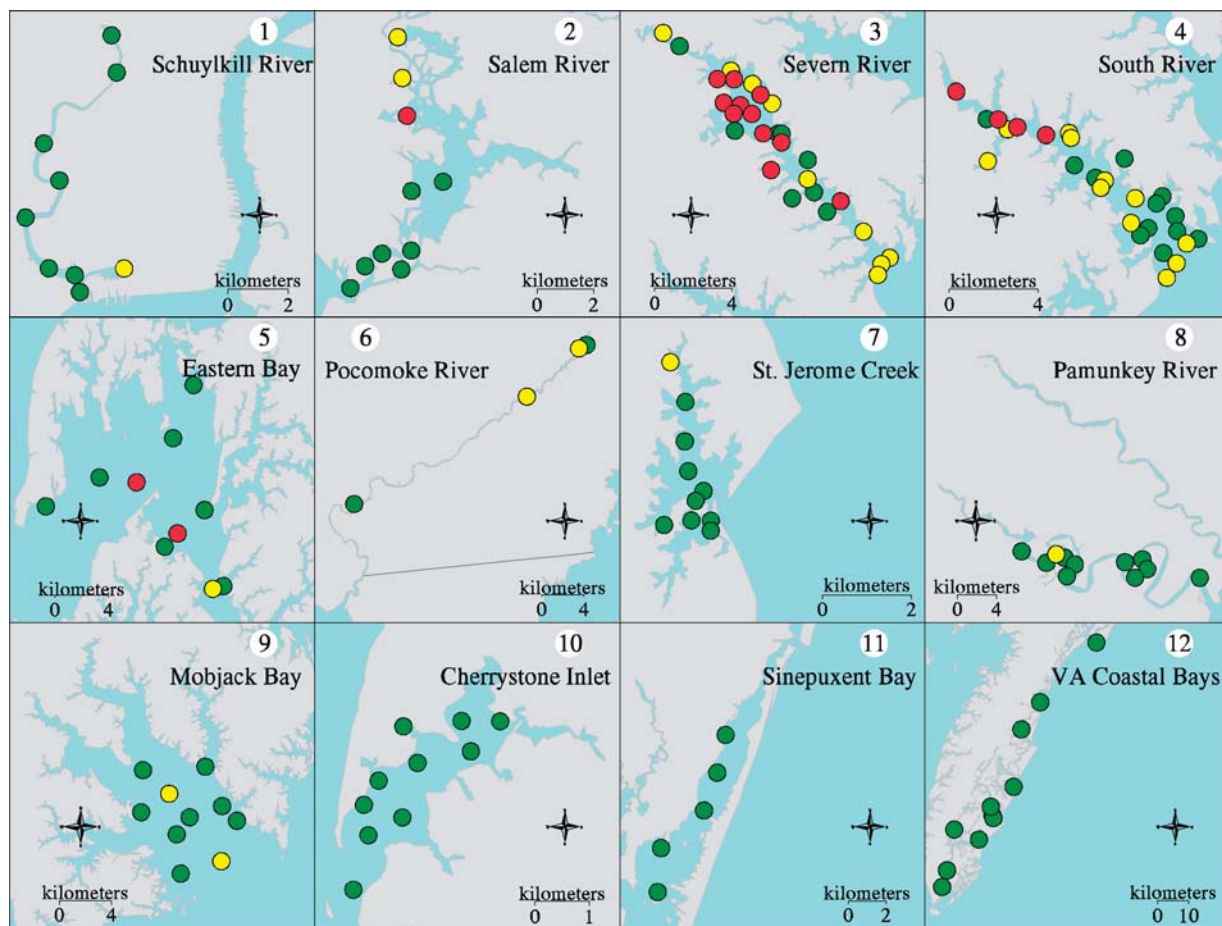 1
Schuylkill River
kilometers
0 2
2
Salem River
kilometers
0 2
3
Severn River
kilometers
0 4
4
South River
kilometers
0 4
5
Eastern Bay
kilometers
0 4
6
Pocomoke River
kilometers
0 4
7
St. Jerome Creek
kilometers
0 2
8
Pamunkey River
kilometers
0 4
9
Mobjack Bay
kilometers
0 4
10
Cherrystone Inlet
kilometers
0 1
11
Sinepuxent Bay
kilometers
0 2
12
VA Coastal Bays
kilometers
0 10